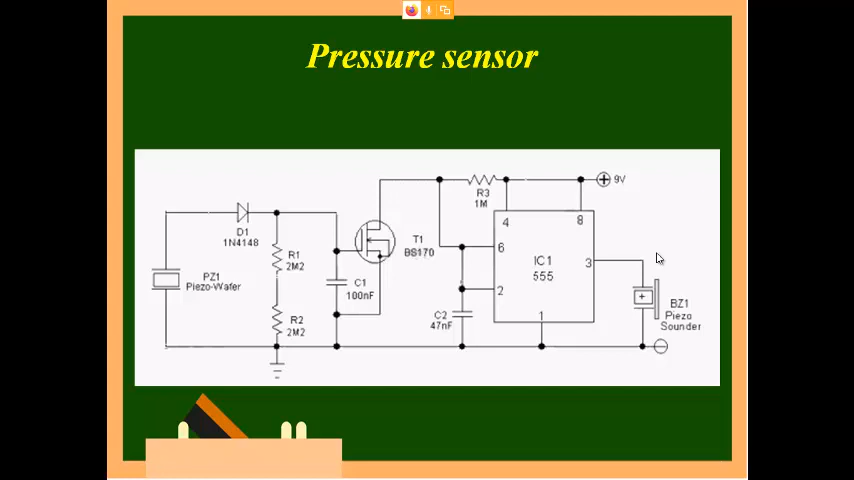 Pressure sensor
9V
R3
1M
4
8
D1
1N4148
T1
BS170
6
R1
2M2
IC1
555
3
PZ1
Piezo-Wafer
C1
100nF
2
BZ1
Piezo
Sounder
R2
2M2
C2
47nF
1